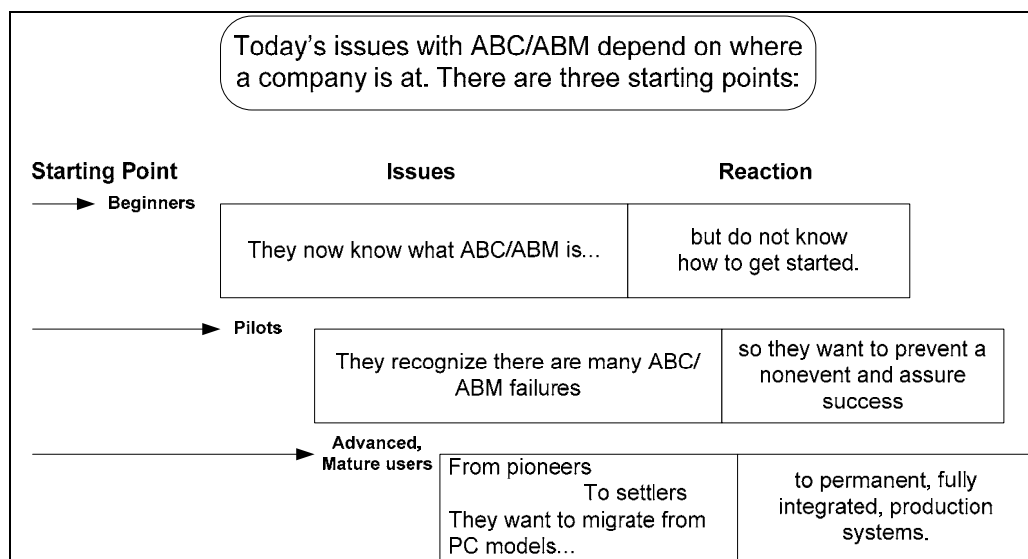 Today’s issues with ABC/ABM depend on where
a company is at. There are three starting points:
Starting Point
Issues
Reaction
Beginners
They now know what ABC/ABM is…
but do not know
how to get started.
Pilots
They recognize there are many ABC/
ABM failures
so they want to prevent a
nonevent and assure
success
Advanced,
Mature users
From pioneers
To settlers
They want to migrate from
PC models…
to permanent, fully
integrated, production
systems.